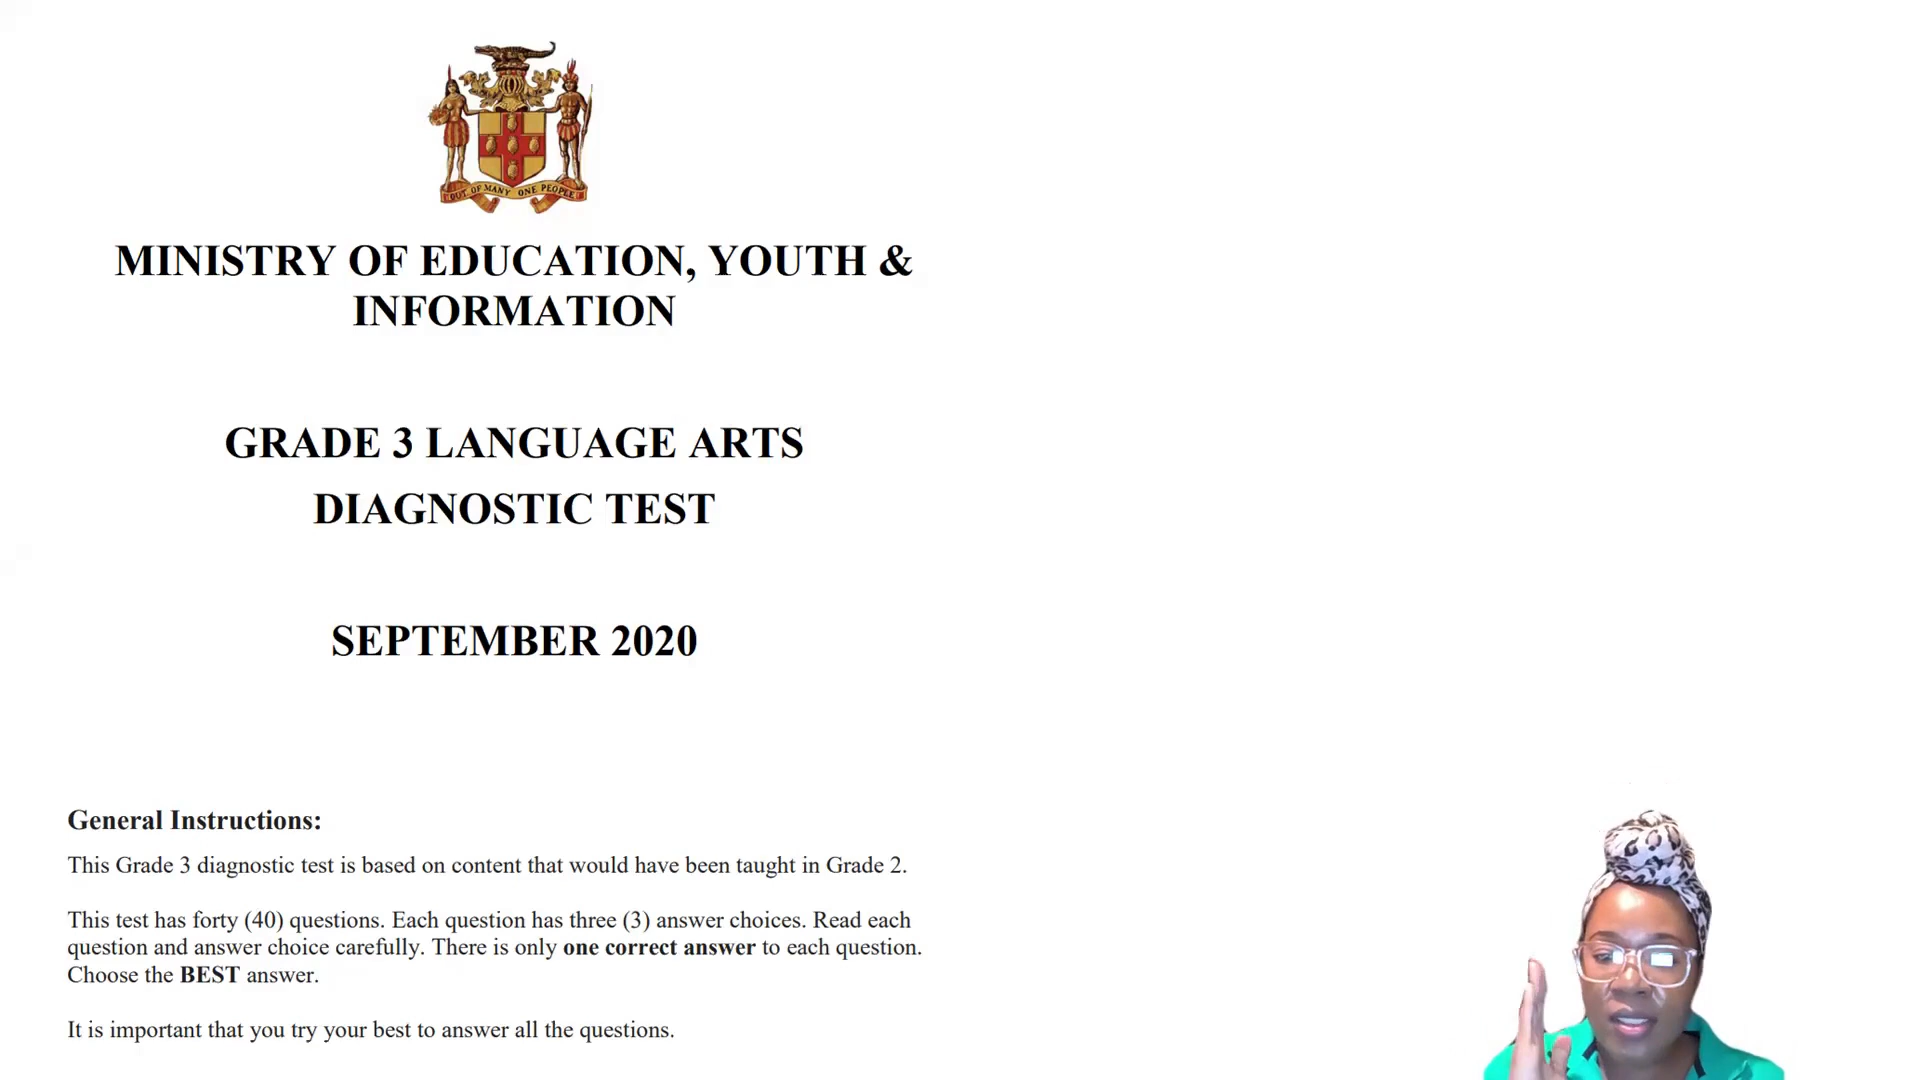 OUT OF MANY ONE PEOPLE
MINISTRY OF EDUCATION, YOUTH &
INFORMATION
GRADE 3 LANGUAGE ARTS
DIAGNOSTIC TEST
SEPTEMBER 2020
General Instructions:
This Grade 3 diagnostic test is based on content that would have been taught in Grade 2.
This test has forty (40) questions. Each question has three (3) answer choices. Read each
question and answer choice carefully. There is only one correct answer to each question.
Choose the BEST answer.
It is important that you try your best to answer all the questions.